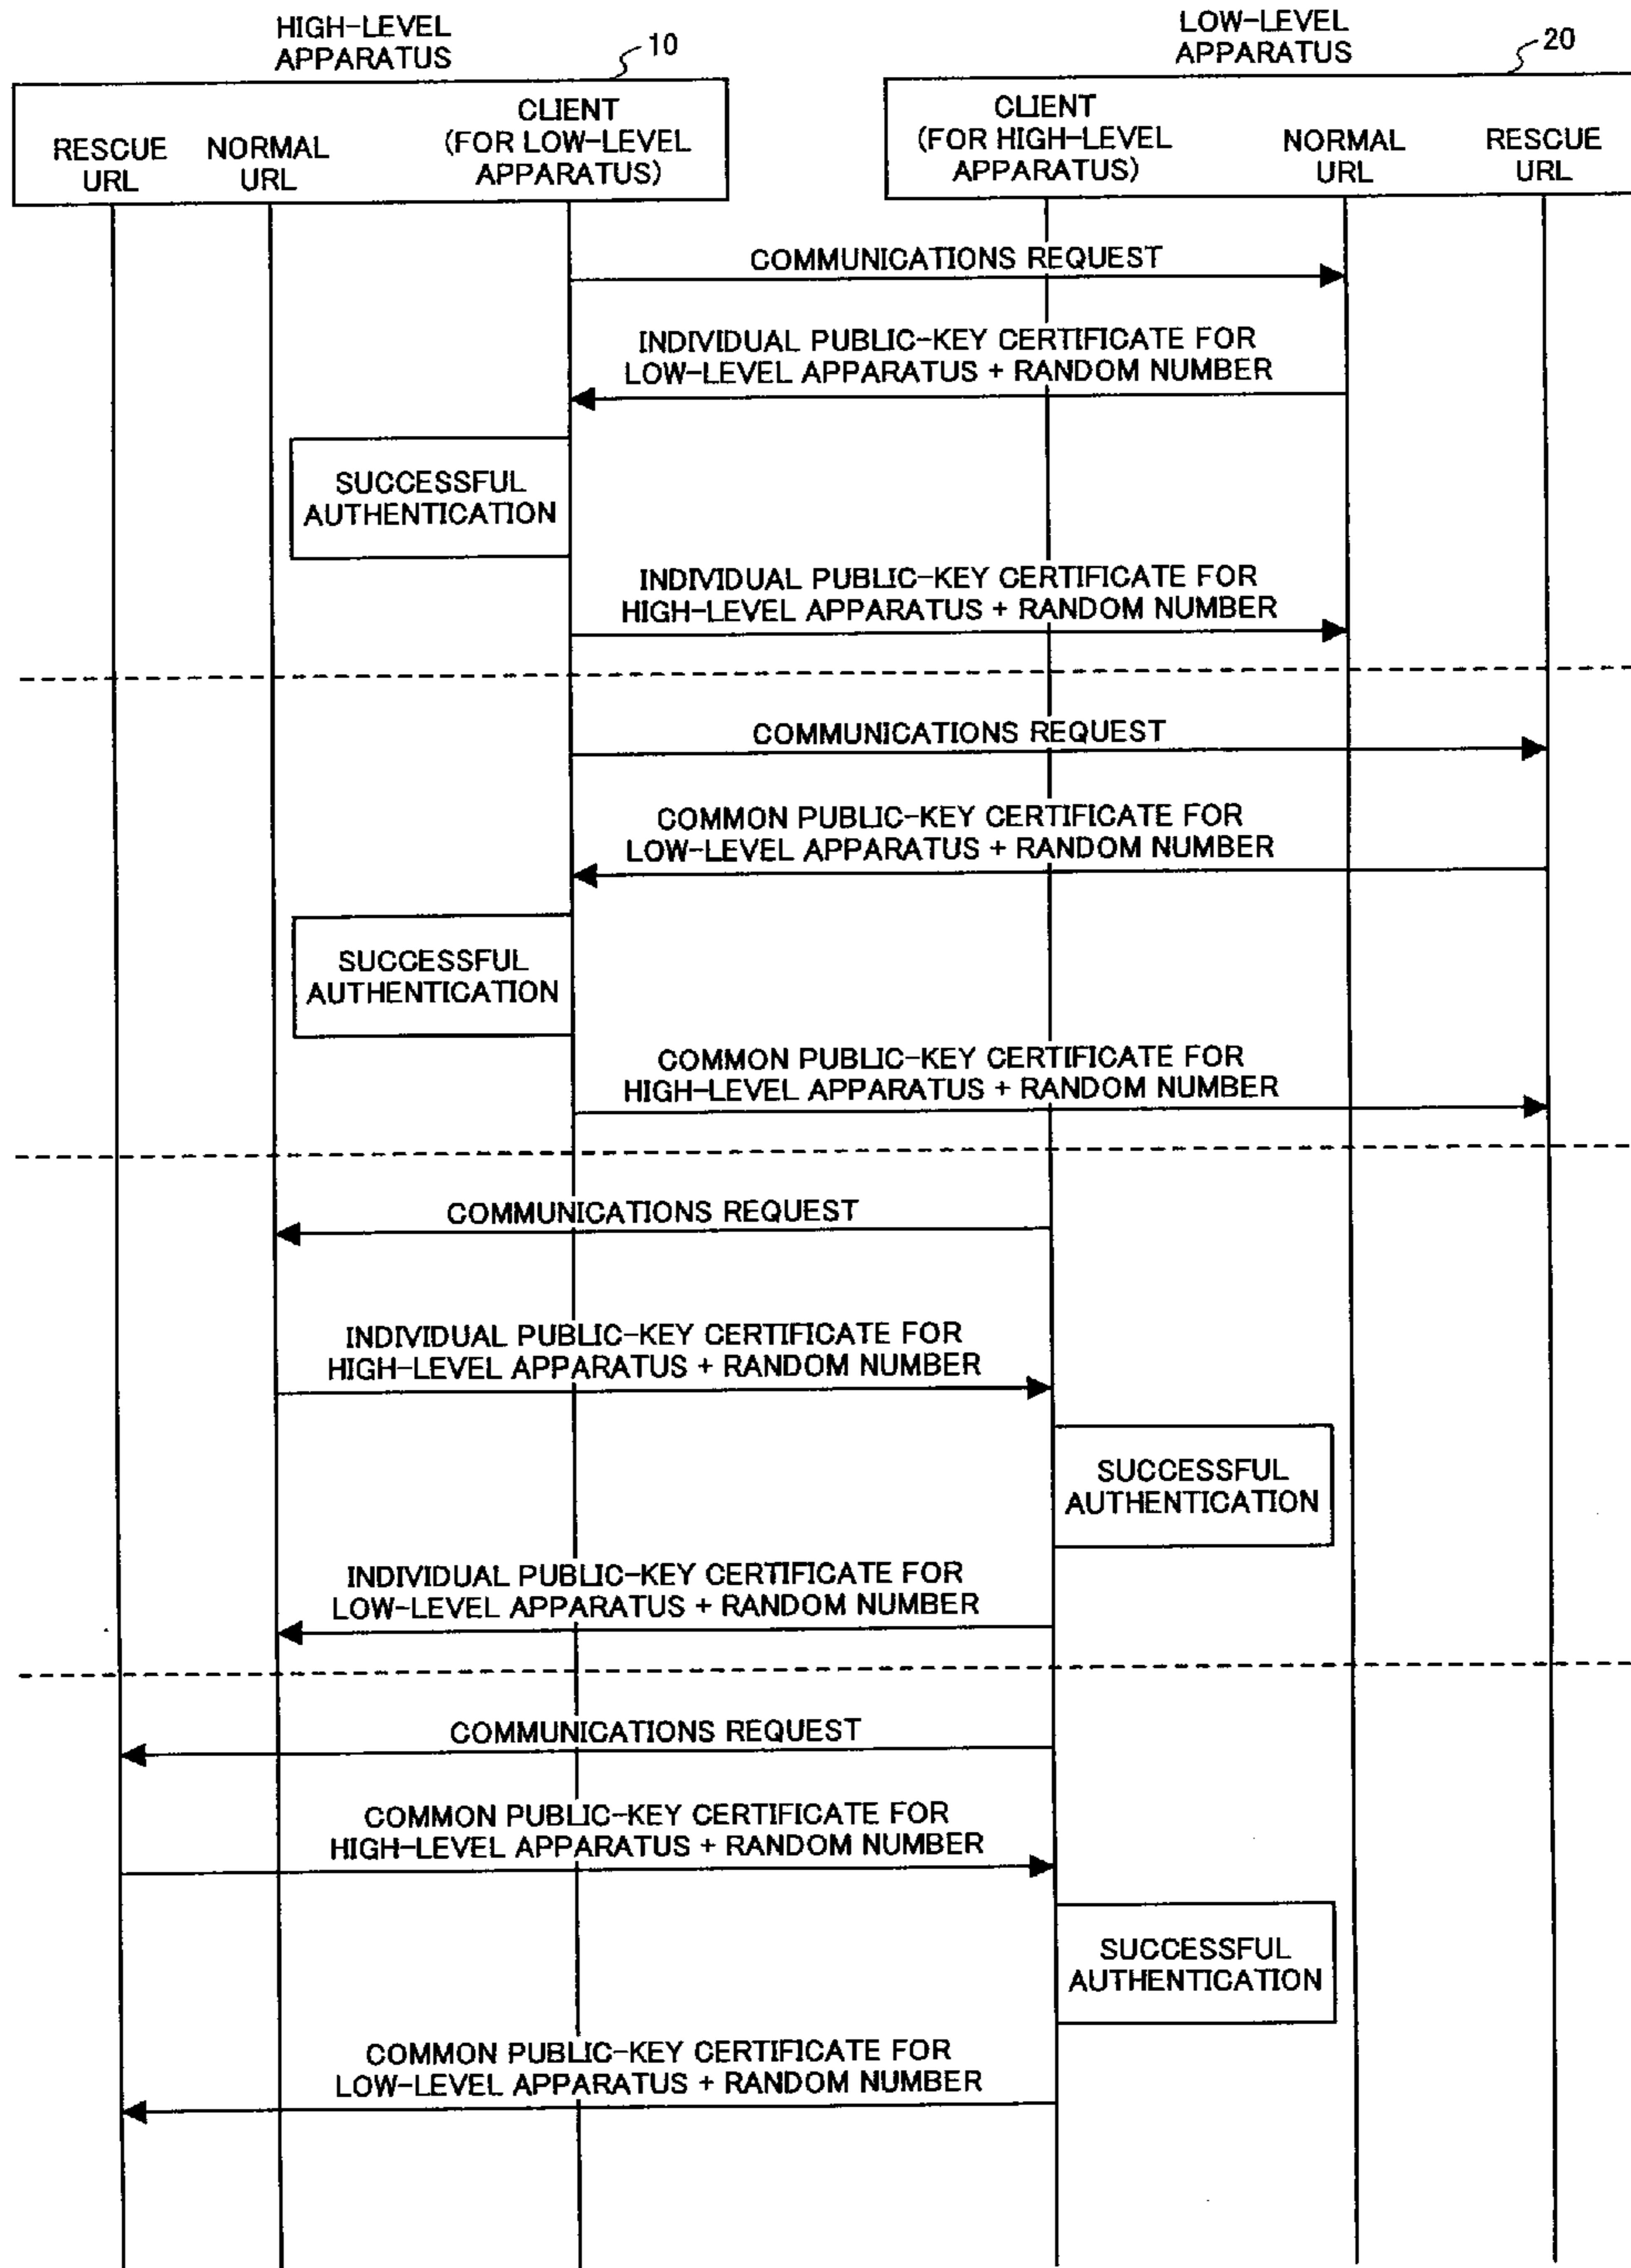 HIGH-LEVEL
APPARATUS
10
LOW-LEVEL
APPARATUS
20
RESCUE
URL
NORMAL
URL
CLIENT
(FOR LOW-LEVEL
APPARATUS)
CLIENT
(FOR HIGH-LEVEL
APPARATUS)
NORMAL
URL
RESCUE
URL
COMMUNICATIONS REQUEST
INDIVIDUAL PUBLIC-KEY CERTIFICATE FOR
LOW-LEVEL APPARATUS + RANDOM NUMBER
SUCCESSFUL
AUTHENTICATION
INDIVIDUAL PUBLIC-KEY CERTIFICATE FOR
HIGH-LEVEL APPARATUS + RANDOM NUMBER
COMMUNICATIONS REQUEST
COMMON PUBLIC-KEY CERTIFICATE FOR
LOW-LEVEL APPARATUS + RANDOM NUMBER
SUCCESSFUL
AUTHENTICATION
COMMON PUBLIC-KEY CERTIFICATE FOR
HIGH-LEVEL APPARATUS + RANDOM NUMBER
COMMUNICATIONS REQUEST
INDIVIDUAL PUBLIC-KEY CERTIFICATE FOR
HIGH-LEVEL APPARATUS + RANDOM NUMBER
SUCCESSFUL
AUTHENTICATION
INDIVIDUAL PUBLIC-KEY CERTIFICATE FOR
LOW-LEVEL APPARATUS + RANDOM NUMBER
COMMUNICATIONS REQUEST
COMMON PUBLIC-KEY CERTIFICATE FOR
HIGH-LEVEL APPARATUS + RANDOM NUMBER
SUCCESSFUL
AUTHENTICATION
COMMON PUBLIC-KEY CERTIFICATE FOR
LOW-LEVEL APPARATUS + RANDOM NUMBER